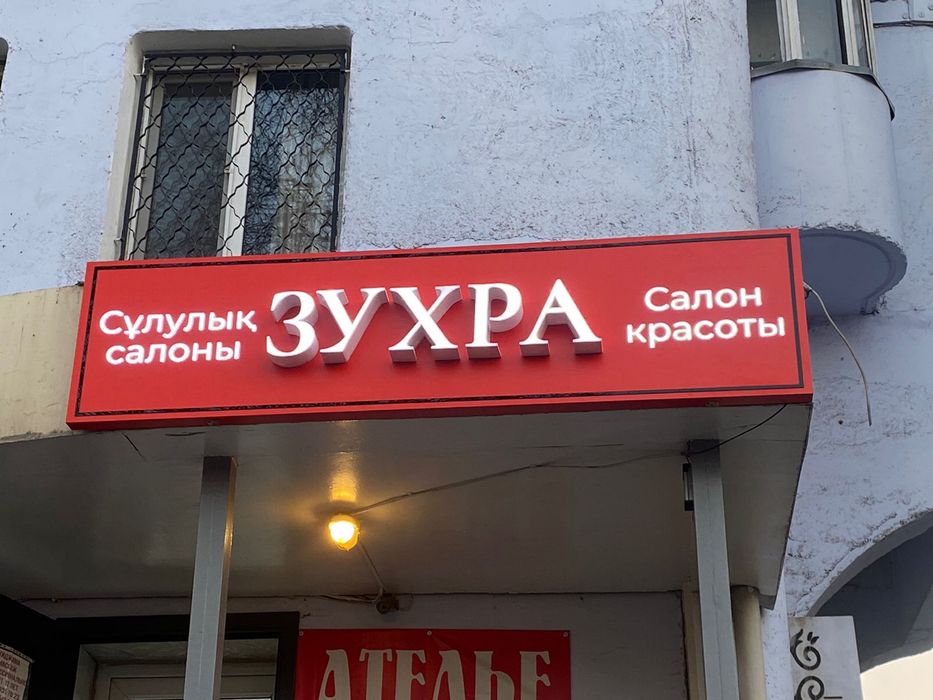 Сұлулық
салоны
ЗУХРА
Салон
красоты
АТЕЛЬЕ